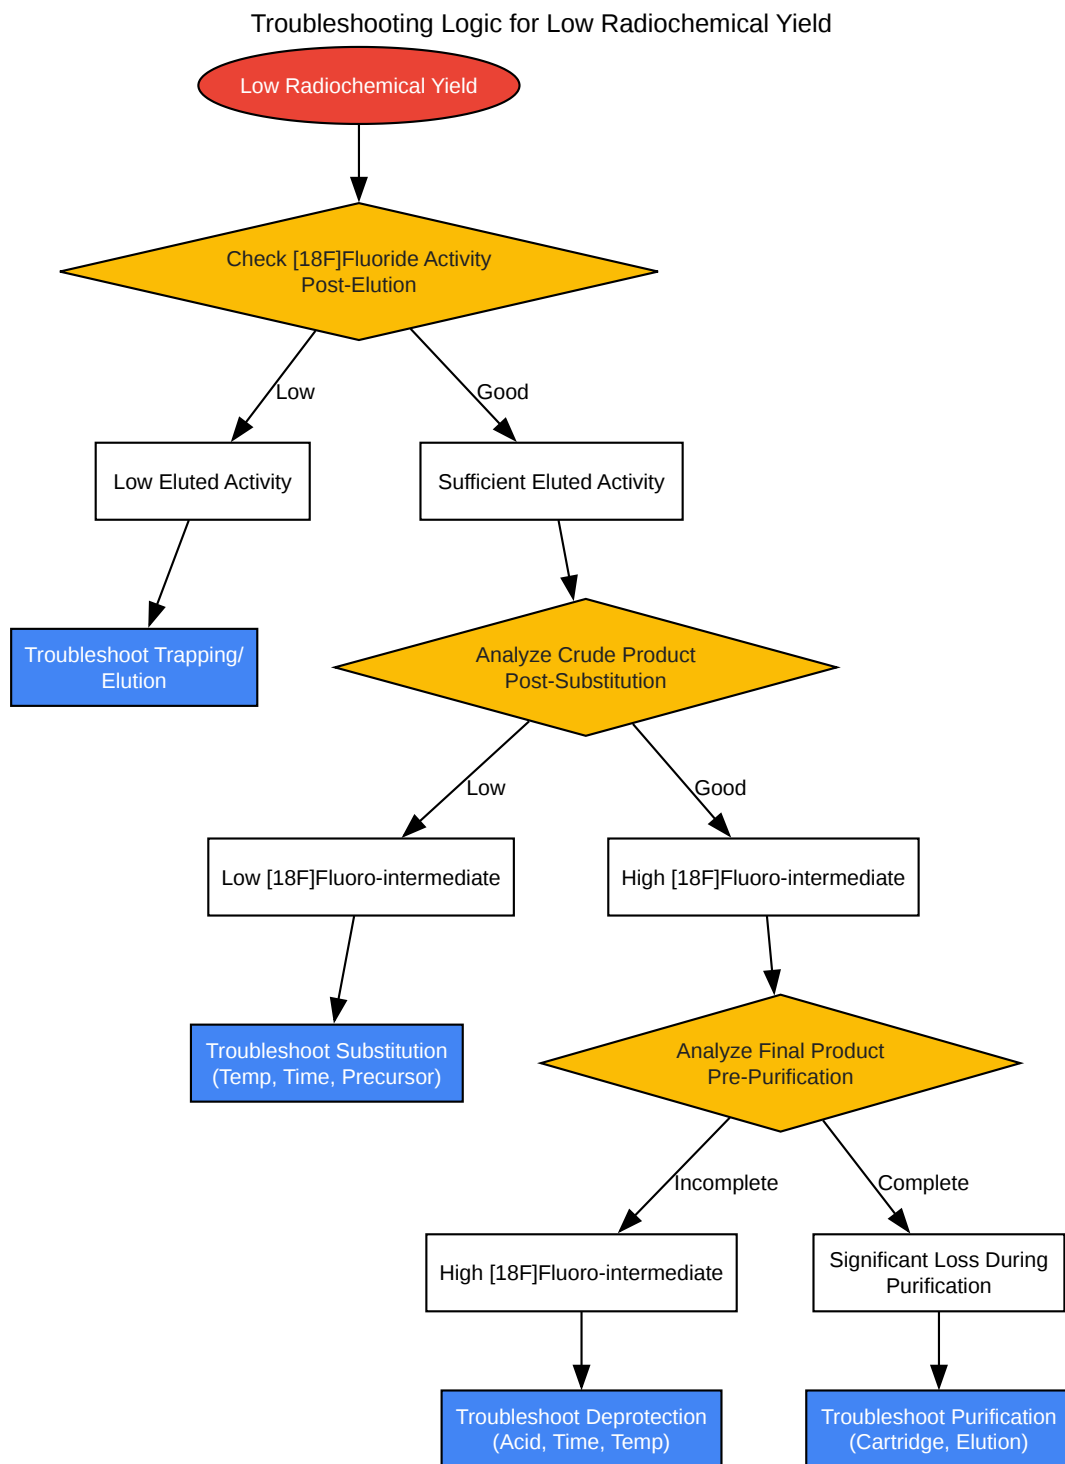 Troubleshooting Logic for Low Radiochemical Yield
Low Radiochemical Yield
Check [18F]Fluoride Activity
Post-Elution
Low
Good
Low Eluted Activity
Sufficient Eluted Activity
Troubleshoot Trapping/
Elution
Analyze Crude Product
Post-Substitution
Low
Good
Low [18F]Fluoro-intermediate
High [18F]Fluoro-intermediate
Troubleshoot Substitution
(Temp, Time, Precursor)
Analyze Final Product
Pre-Purification
Incomplete
Complete
High [18F]Fluoro-intermediate
Significant Loss During
Purification
Troubleshoot Deprotection
(Acid, Time, Temp)
Troubleshoot Purification
(Cartridge, Elution)